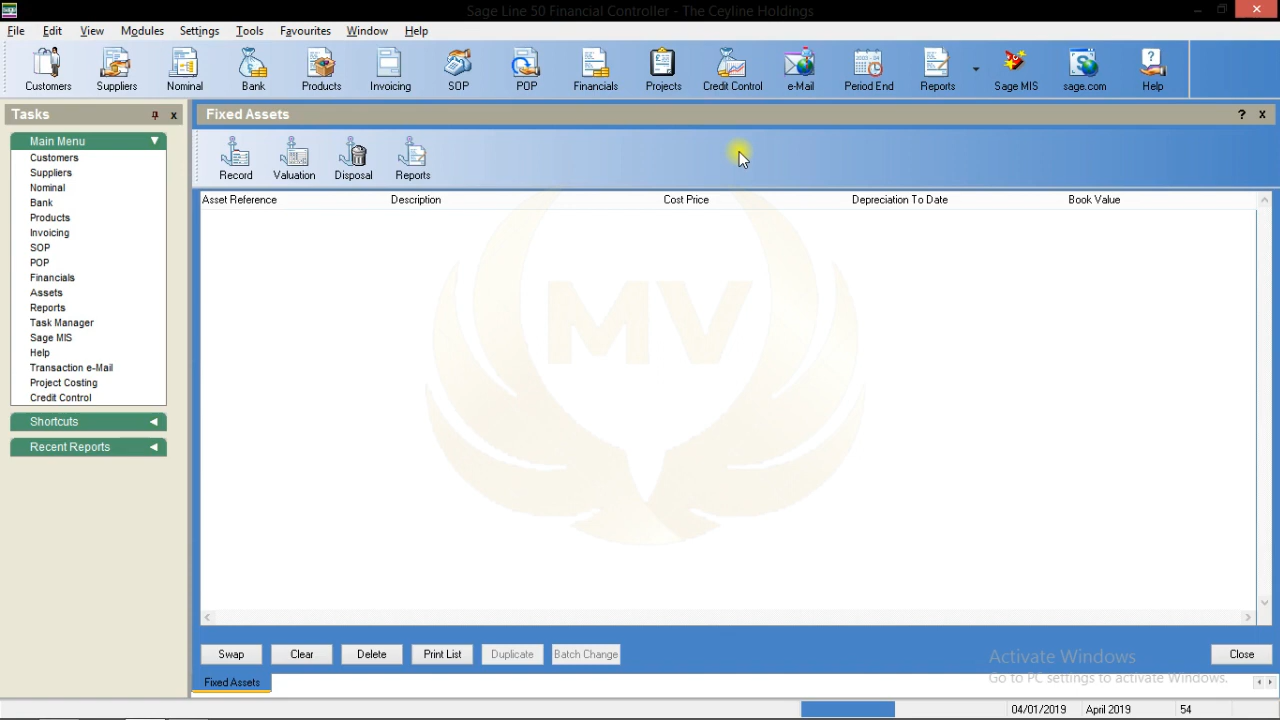 Sage Line 50 Financial Controller - The Ceyline Holdings
File Edit View Modules Settings Tools Favourites Window Help
Customers Suppliers Nominal Bank Products Invoicing SOP POP Financials Projects Credit Control e-Mail Period End Reports Sage MIS sage.com Help
Tasks
Fixed Assets
Main Menu
Customers
Suppliers
Nominal
Bank
Products
Invoicing
SOP
POP
Financials
Assets
Reports
Task Manager
Sage MIS
Help
Transaction e-Mail
Project Costing
Credit Control
Shortcuts
Recent Reports
Record Valuation Disposal Reports
Asset Reference Description Cost Price Depreciation To Date Book Value
MV
Swap Clear Delete Print List Duplicate Batch Change Close
Activate Windows
Go to PC settings to activate Windows.
Fixed Assets
04/01/2019 April 2019 54